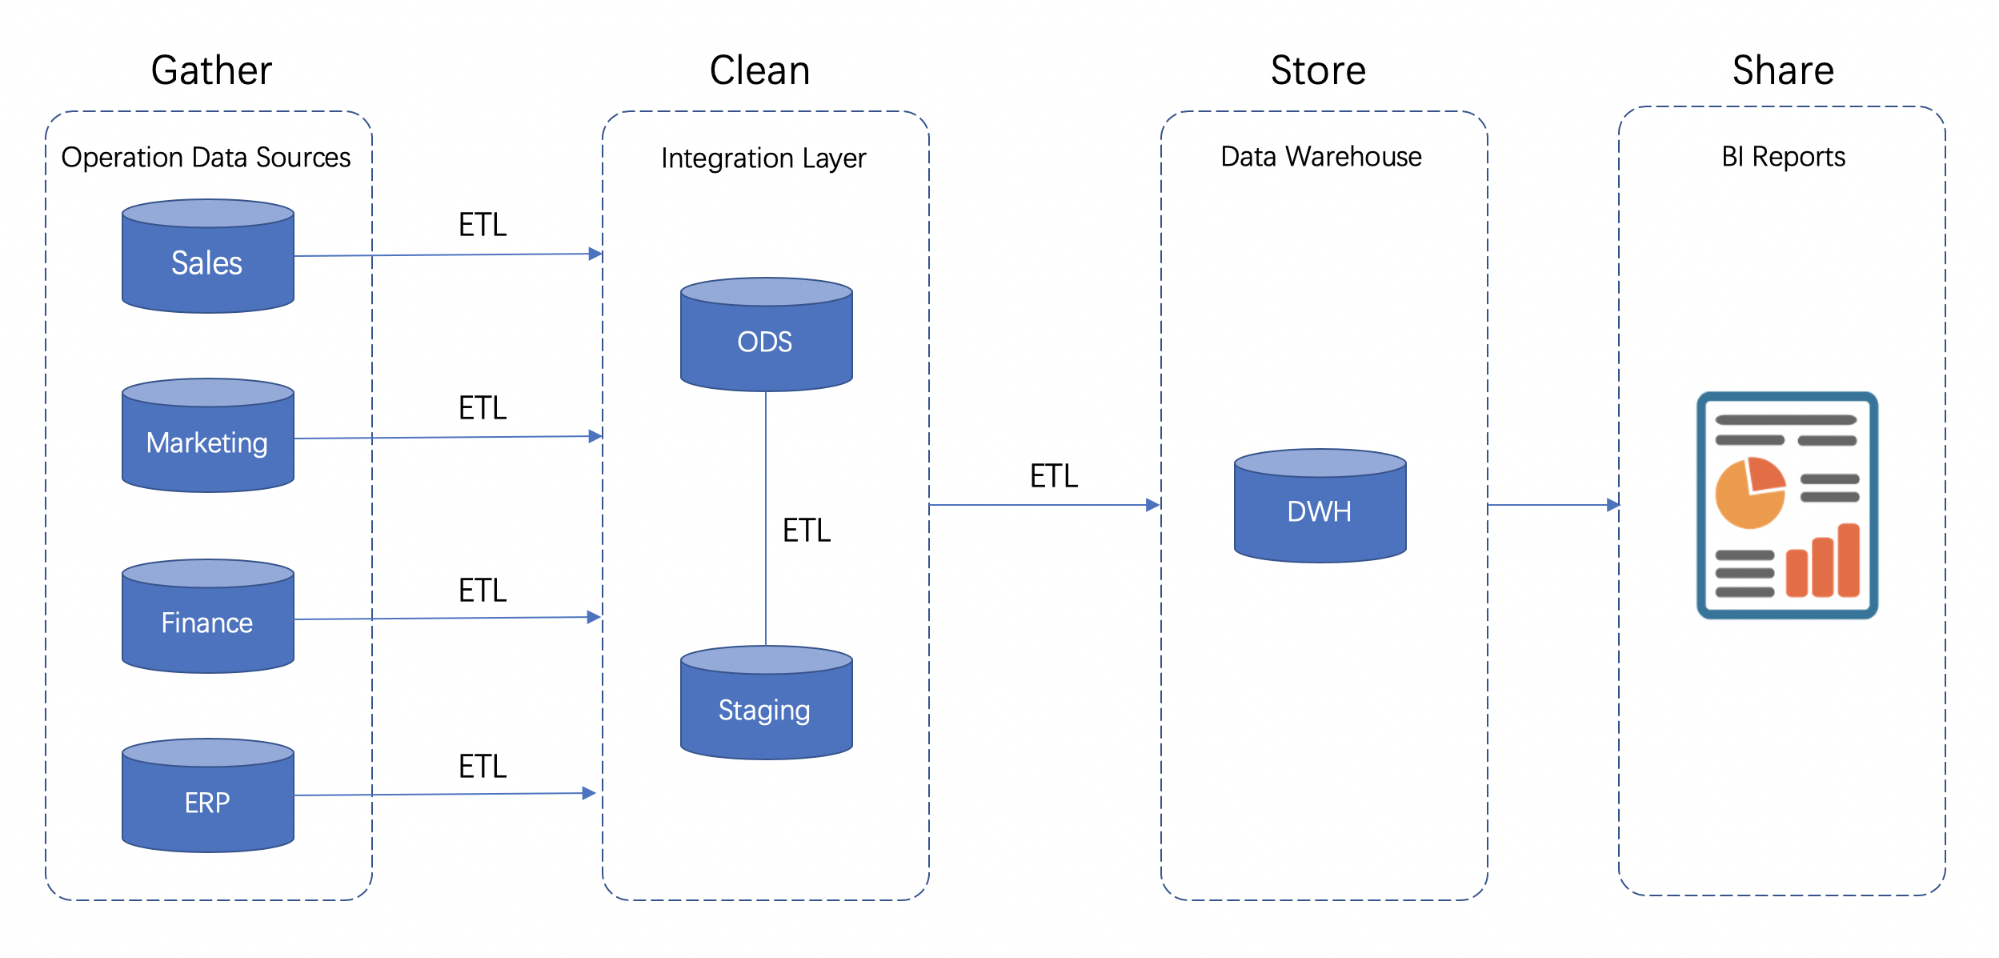 Gather
Clean
Store
Share
Operation Data Sources
Integration Layer
Data Warehouse
BI Reports
Sales
ETL
Marketing
ETL
Finance
ETL
ERP
ETL
ODS
ETL
Staging
ETL
DWH